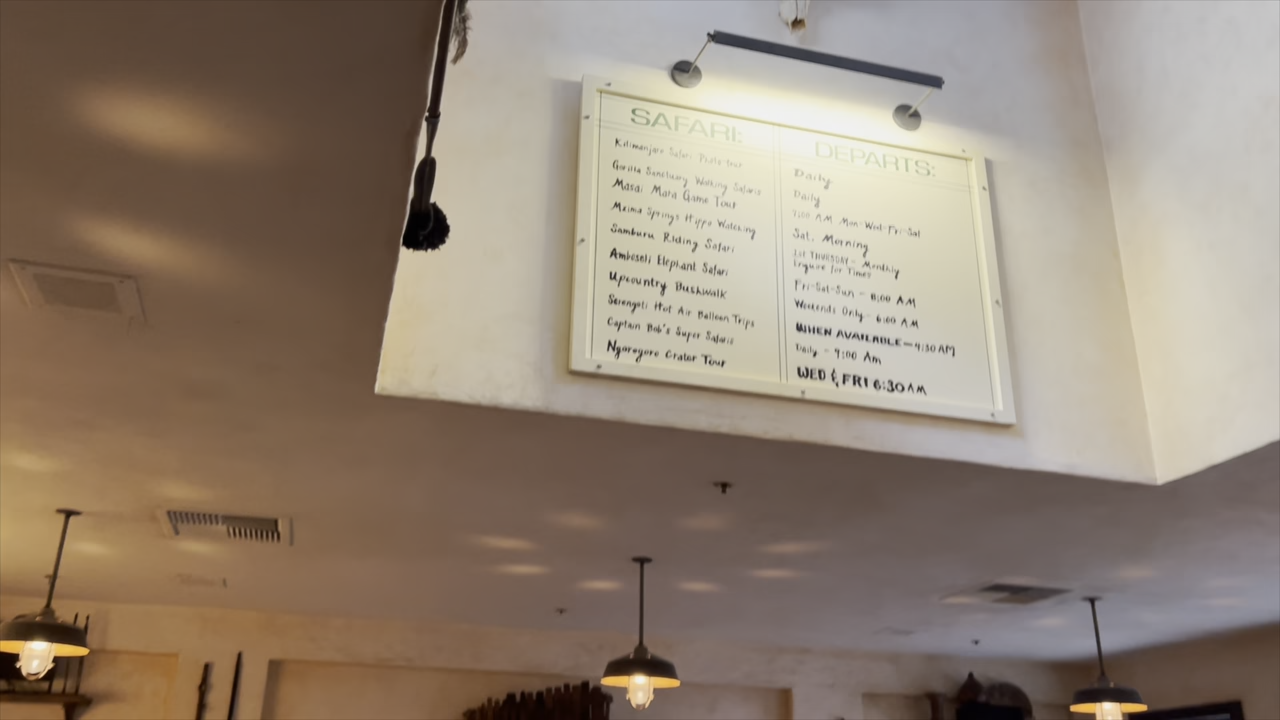 SAFARI:
Kilimanjaro Safari Photo Tour
Gorilla Sanctuary Walking Safaris
Masai Mara Game Tour
Mzima Springs Hippo Watching
Samburu Riding Safari
Amboseli Elephant Safari
Upcountry Bushwalk
Serengeti Hot Air Balloon Trips
Captain Bob's Super Safaris
Ngorogoro Crater Tour
DEPARTS:
Daily
Daily
7:00 AM Mon-Wed-Fri-Sat
Sat. Morning
1st THURSDAY - Monthly
Inquire for Times
Fri-Sat-Sun - 8:00 AM
Weekends Only - 6:00 AM
WHEN AVAILABLE - 4:30 AM
Daily - 9:00 Am
WED & FRI 6:30 AM